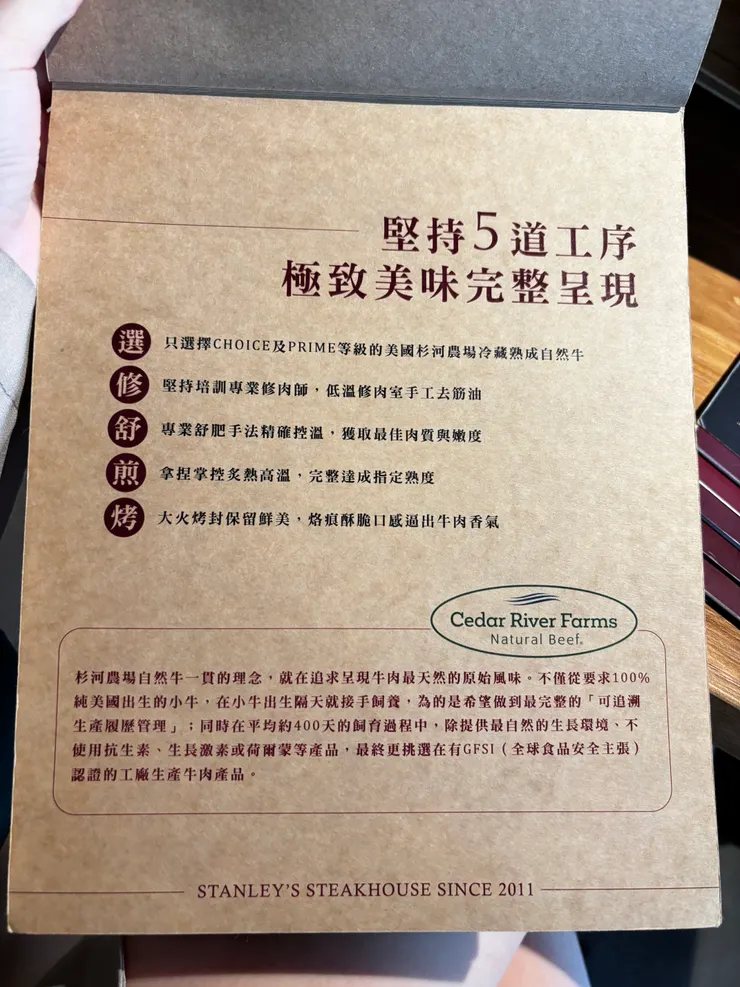 堅持5道工序
極致美味完整呈現
選 只選擇CHOICE及PRIME等級的美國杉河農場冷藏熟成自然牛
修 堅持培訓專業修肉師，低溫修肉室手工去筋油
舒 專業舒肥手法精確控溫，獲取最佳肉質與嫩度
煎 拿捏掌控炙熱高溫，完整達成指定熟度
烤 大火烤封保留鮮美，烙痕酥脆口感逼出牛肉香氣
Cedar River Farms
Natural Beef®
杉河農場自然牛一貫的理念，就在追求呈現牛肉最天然的原始風味。不僅從要求100%
純美國出生的小牛，在小牛出生隔天就接手飼養，為的是希望做到最完整的「可追溯
生產履歷管理」；同時在平均約400天的飼育過程中，除提供最自然的生長環境、不
使用抗生素、生長激素或荷爾蒙等產品，最終更挑選在有GFSI（全球食品安全主張）
認證的工廠生產牛肉產品。
STANLEY'S STEAKHOUSE SINCE 2011